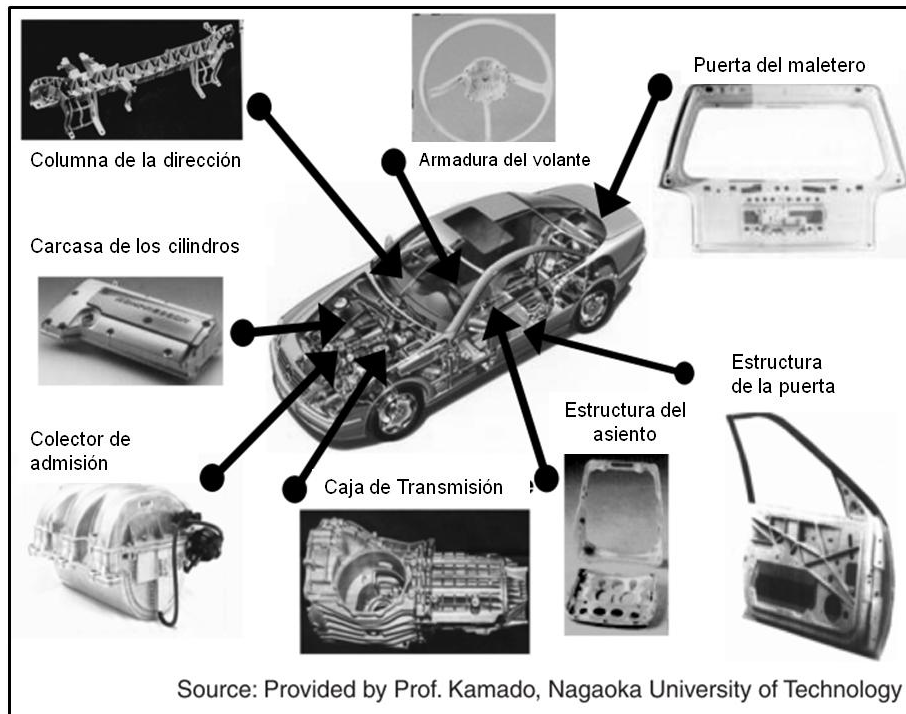 Puerta del maletero
Columna de la dirección
Armadura del volante
Carcasa de los cilindros
KOMPRESSOR
Estructura
de la puerta
Estructura del
asiento
Colector de
admisión
Caja de Transmisión
e
Source: Provided by Prof. Kamado, Nagaoka University of Technology